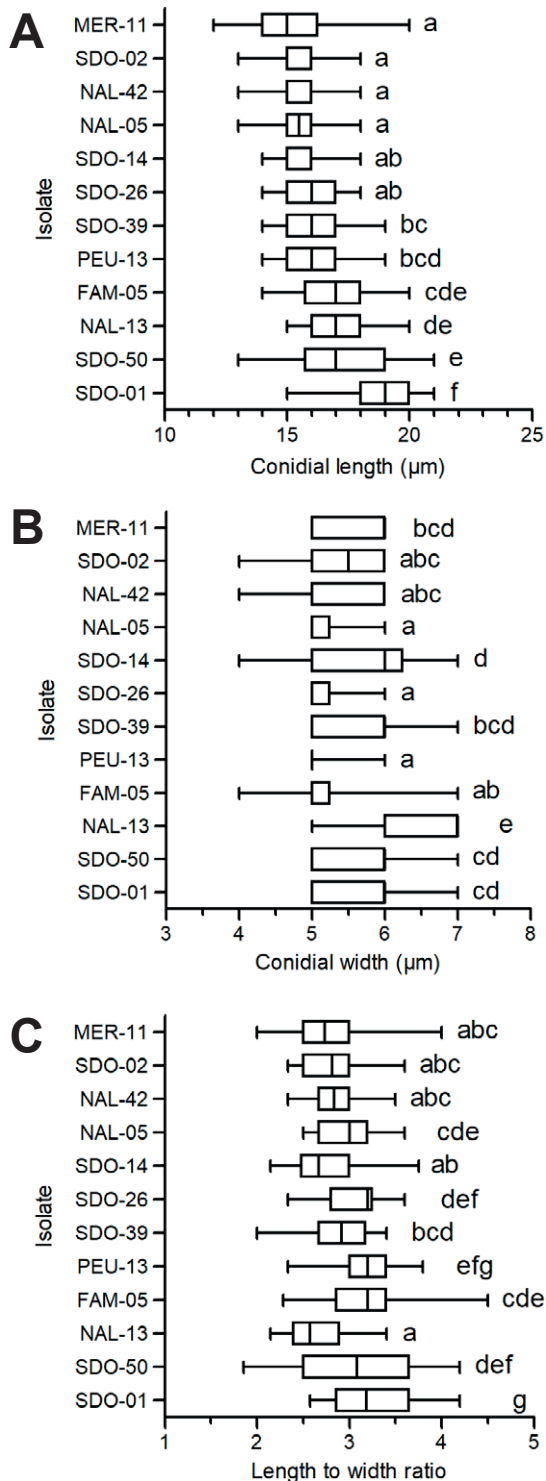 A
MER-11 a
SDO-02 a
NAL-42 a
NAL-05 a
SDO-14 ab
SDO-26 ab
SDO-39 bc
PEU-13 bcd
FAM-05 cde
NAL-13 de
SDO-50 e
SDO-01 f
Isolate
10 15 20 25
Conidial length (µm)
B
MER-11 bcd
SDO-02 abc
NAL-42 abc
NAL-05 a
SDO-14 d
SDO-26 a
SDO-39 bcd
PEU-13 a
FAM-05 ab
NAL-13 e
SDO-50 cd
SDO-01 cd
Isolate
3 4 5 6 7 8
Conidial width (µm)
C
MER-11 abc
SDO-02 abc
NAL-42 abc
NAL-05 cde
SDO-14 ab
SDO-26 def
SDO-39 bcd
PEU-13 efg
FAM-05 cde
NAL-13 a
SDO-50 def
SDO-01 g
Isolate
1 2 3 4 5
Length to width ratio